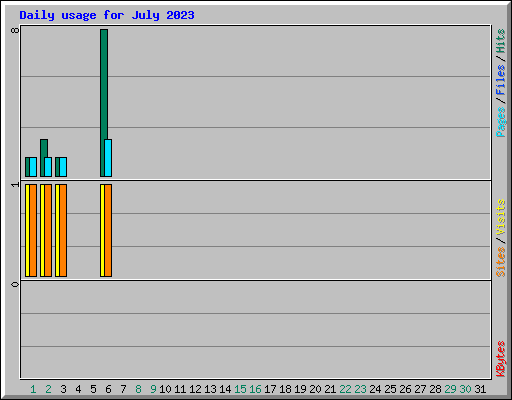 Daily usage for July 2023
8
1
0
Pages / Files / Hits
Sites / Visits
KBytes
1 2 3 4 5 6 7 8 9 10 11 12 13 14 15 16 17 18 19 20 21 22 23 24 25 26 27 28 29 30 31